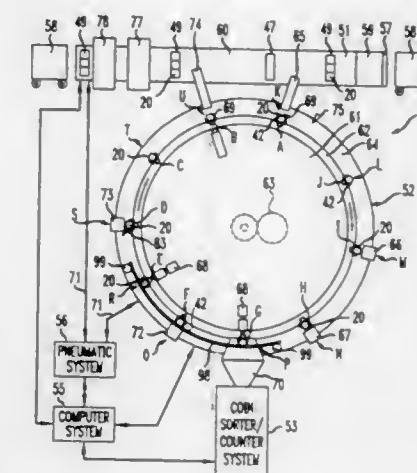 58 49 78 77 49 74 60 47 65 49 51 59 57 58
20 20
U 69 20 69 75
B 42 A 61
T 62
20 C 64
J L
42 52
63
73 D
S 20 20
83 66
W
99 E 68
20 H
R F 42 68 G 20
71 71 67
72 M
O 98 P 99
56 70
PNEUMATIC
SYSTEM
55 COIN
COMPUTER SORTER/ 53
SYSTEM COUNTER
SYSTEM